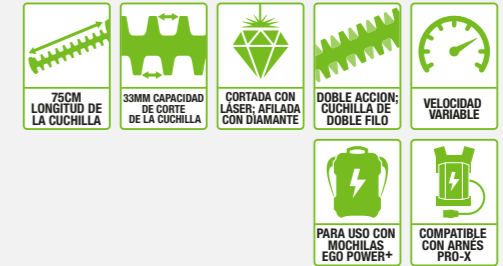 75CM
LONGITUD DE
LA CUCHILLA
33MM CAPACIDAD
DE CORTE
DE LA CUCHILLA
CORTADA CON
LÁSER; AFILADA
CON DIAMANTE
DOBLE ACCION;
CUCHILLA DE
DOBLE FILO
VELOCIDAD
VARIABLE
PARA USO CON
MOCHILAS
EGO POWER+
COMPATIBLE
CON ARNÉS
PRO-X